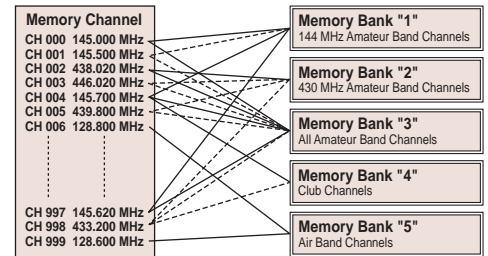 Memory Channel
CH 000 145.000 MHz
CH 001 145.500 MHz
CH 002 438.020 MHz
CH 003 446.020 MHz
CH 004 145.700 MHz
CH 005 439.800 MHz
CH 006 128.800 MHz
CH 997 145.620 MHz
CH 998 433.200 MHz
CH 999 128.600 MHz
Memory Bank "1"
144 MHz Amateur Band Channels
Memory Bank "2"
430 MHz Amateur Band Channels
Memory Bank "3"
All Amateur Band Channels
Memory Bank "4"
Club Channels
Memory Bank "5"
Air Band Channels